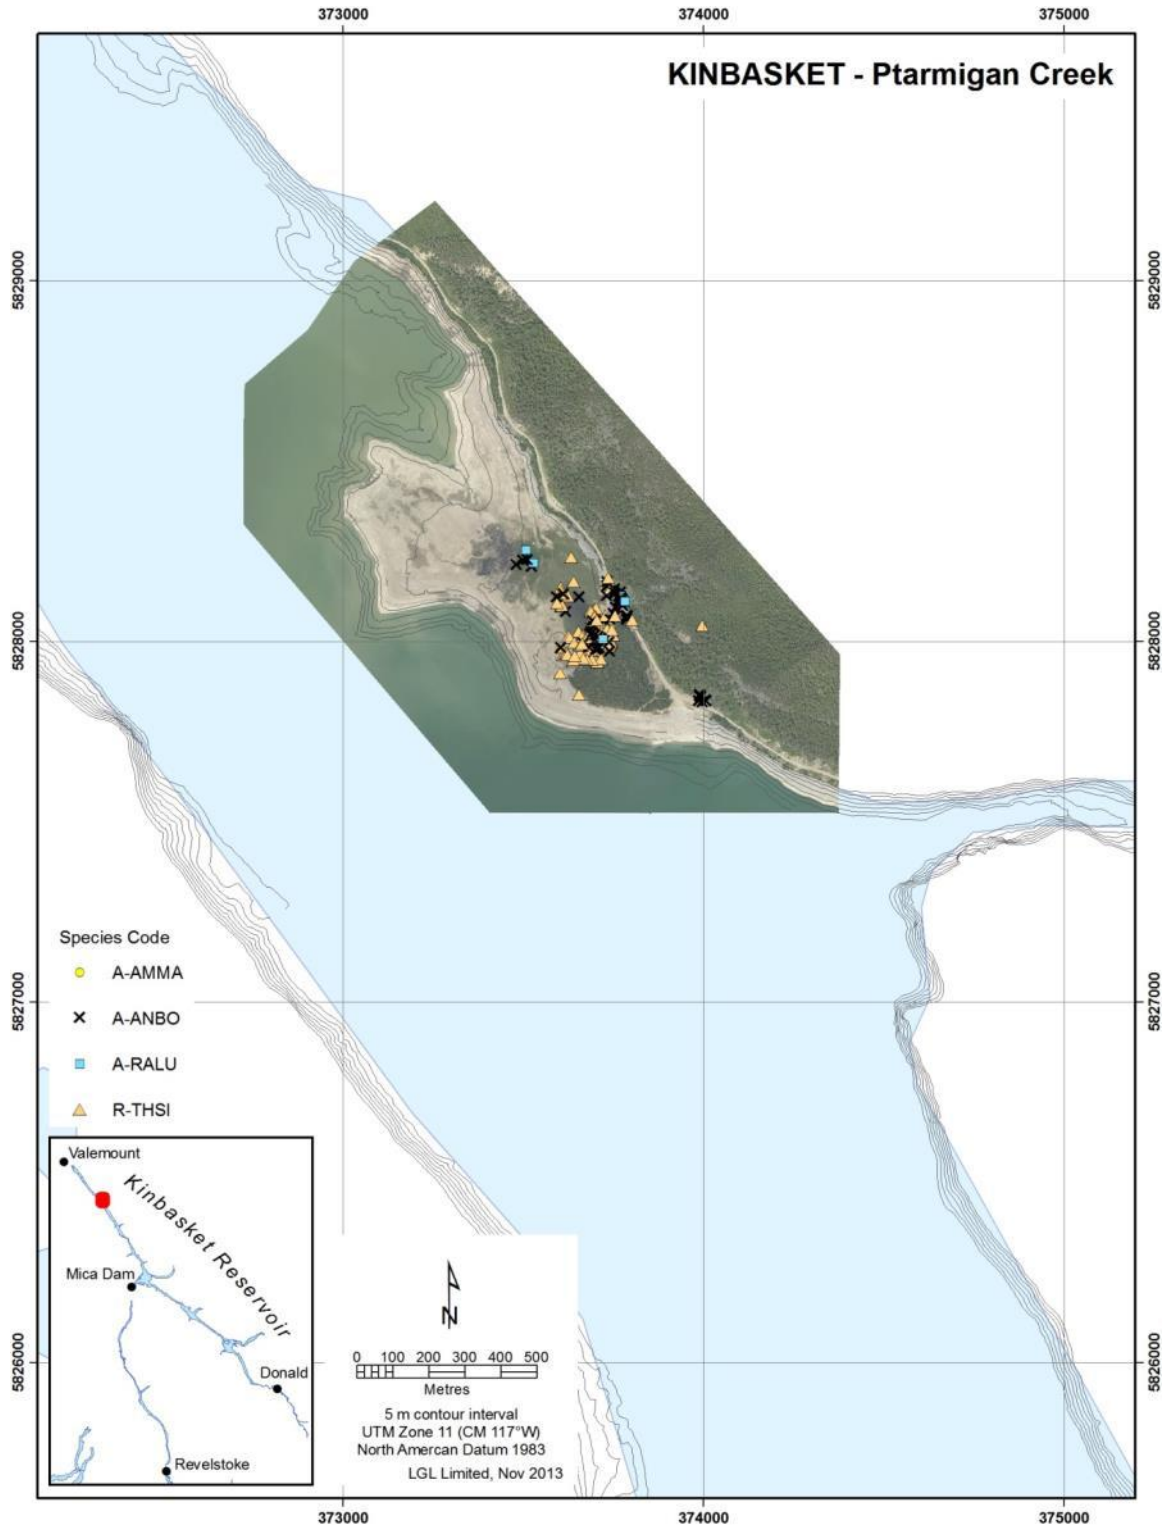 373000 374000 375000
KINBASKET - Ptarmigan Creek
5829000 5829000
5828000 5828000
5827000 5827000
5826000 5826000
Species Code
A-AMMA
A-ANBO
A-RALU
R-THSI
Valemount
Kinbasket Reservoir
Mica Dam
Donald
Revelstoke
N
0 100 200 300 400 500
Metres
5 m contour interval
UTM Zone 11 (CM 117°W)
North Amercan Datum 1983
LGL Limited, Nov 2013
373000 374000 375000